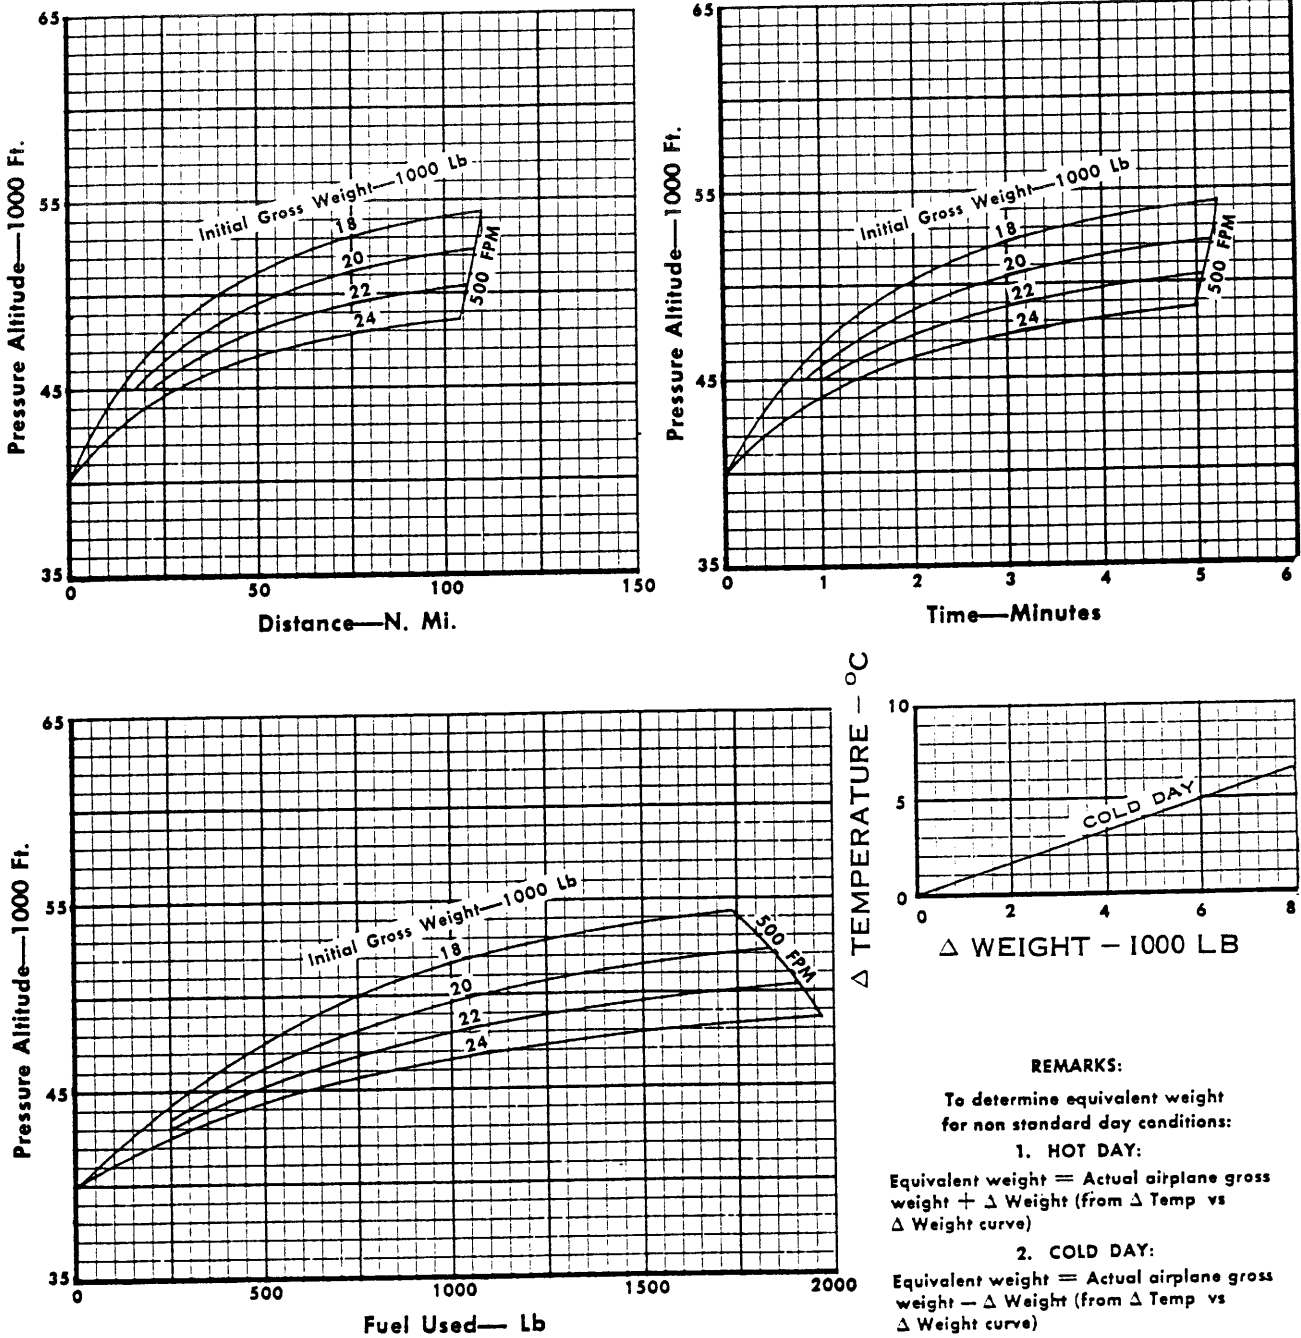 65
55
45
35
Pressure Altitude—1000 Ft.
Initial Gross Weight—1000 Lb
18
20
22
24
500 FPM
0 50 100 150
Distance—N. Mi.
65
55
45
35
Pressure Altitude—1000 Ft.
Initial Gross Weight—1000 Lb
18
20
22
24
500 FPM
0 1 2 3 4 5 6
Time—Minutes
65
55
45
35
Pressure Altitude—1000 Ft.
Initial Gross Weight—1000 Lb
18
20
22
24
500 FPM
0 500 1000 1500 2000
Fuel Used— Lb
Δ TEMPERATURE – °C
10
5
0
COLD DAY
0 2 4 6 8
Δ WEIGHT – 1000 LB
REMARKS:
To determine equivalent weight
for non standard day conditions:
1. HOT DAY:
Equivalent weight = Actual airplane gross
weight + Δ Weight (from Δ Temp vs
Δ Weight curve)
2. COLD DAY:
Equivalent weight = Actual airplane gross
weight — Δ Weight (from Δ Temp vs
Δ Weight curve)